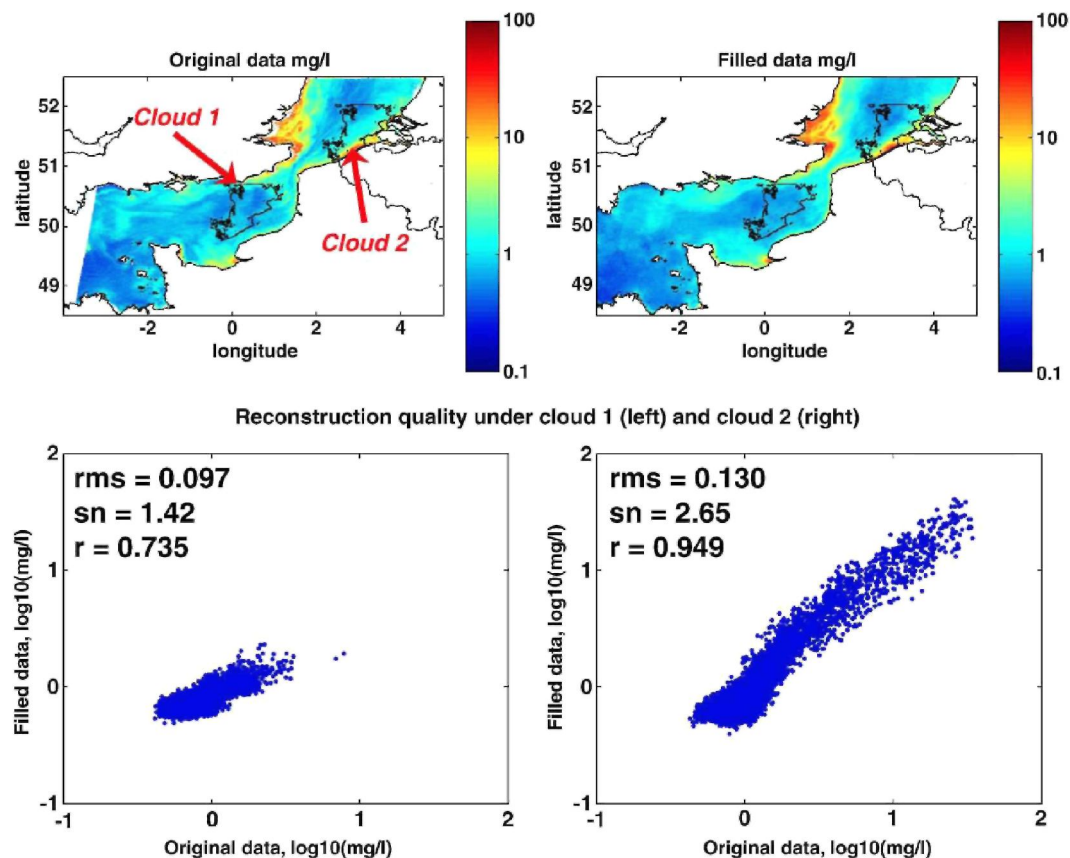 Original data mg/l
100
10
1
0.1
52
51
50
49
latitude
Cloud 1
Cloud 2
-2
0
2
4
longitude
Filled data mg/l
100
10
1
0.1
52
51
50
49
latitude
-2
0
2
4
longitude
Reconstruction quality under cloud 1 (left) and cloud 2 (right)
2
1
0
-1
Filled data, log10(mg/l)
rms = 0.097
sn = 1.42
r = 0.735
-1
0
1
2
Original data, log10(mg/l)
2
1
0
-1
Filled data, log10(mg/l)
rms = 0.130
sn = 2.65
r = 0.949
-1
0
1
2
Original data, log10(mg/l)